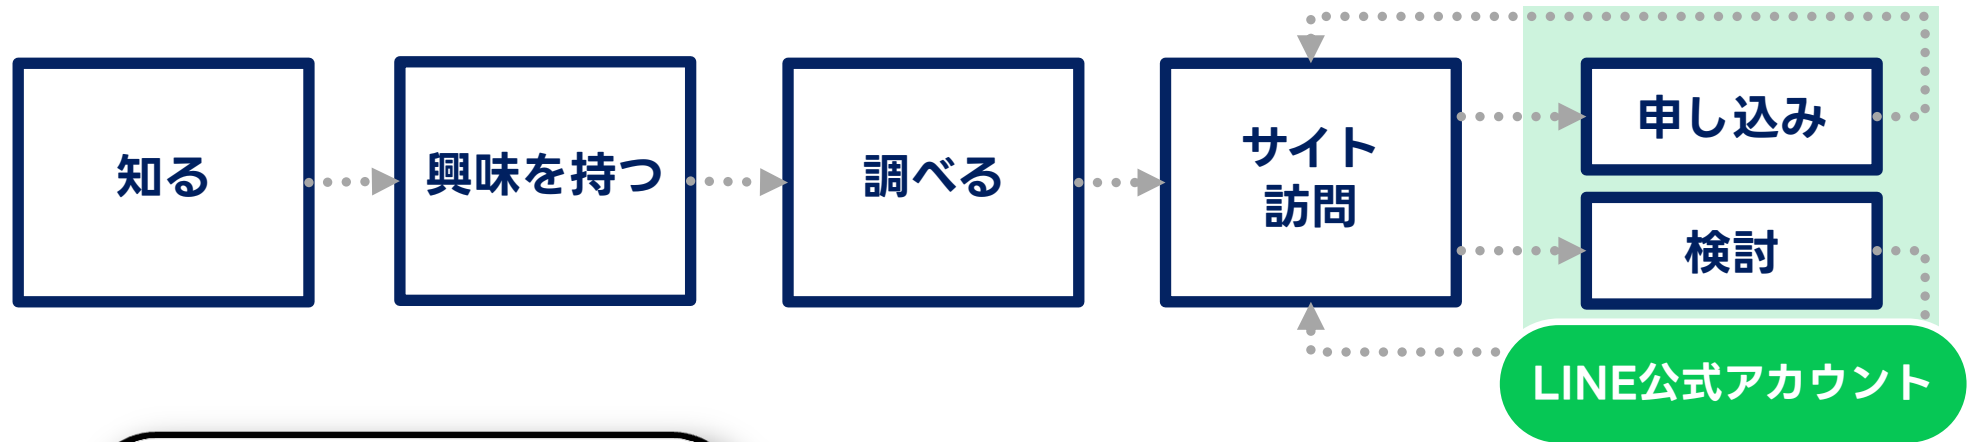 知る
興味を持つ
調べる
サイト
訪問
申し込み
検討
LINE公式アカウント